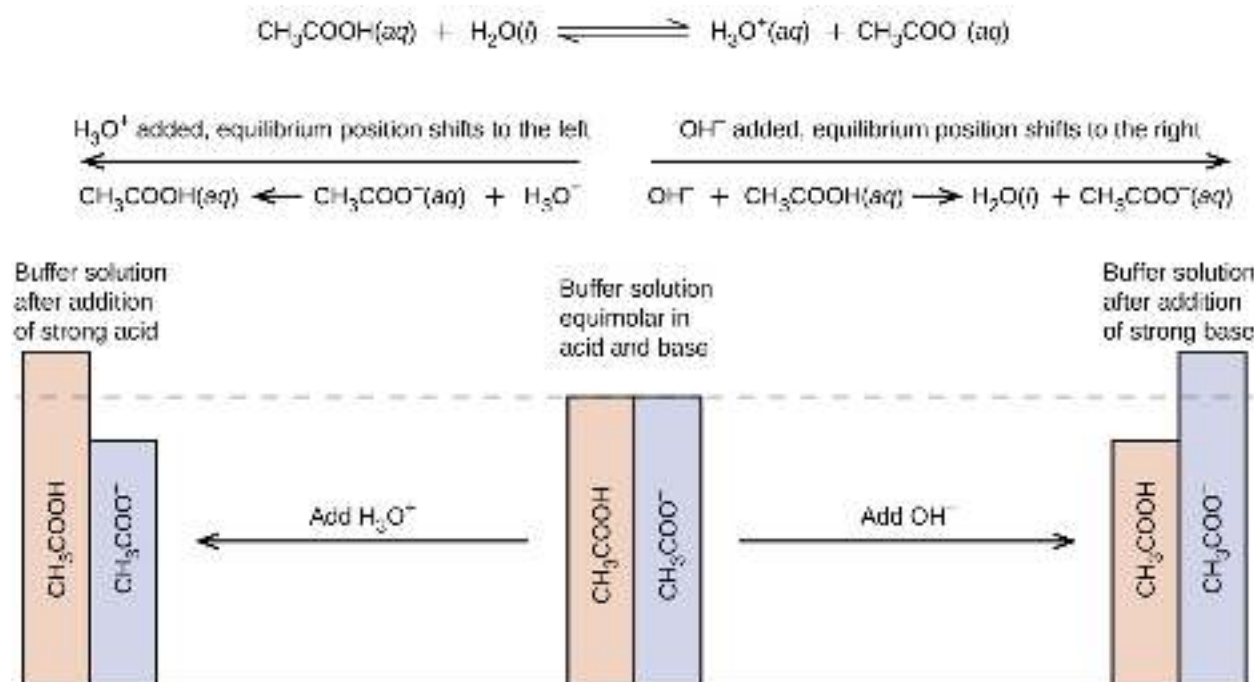 CH₃COOH(aq) + H₂O(l) ⇌ H₃O⁺(aq) + CH₃COO⁻(aq)
H₃O⁺ added, equilibrium position shifts to the left
OH⁻ added, equilibrium position shifts to the right
CH₃COOH(aq) ← CH₃COO⁻(aq) + H₃O⁺
OH⁻ + CH₃COOH(aq) → H₂O(l) + CH₃COO⁻(aq)
Buffer solution
after addition
of strong acid
Buffer solution
equimolar in
acid and base
Buffer solution
after addition
of strong base
CH₃COOH
CH₃COO⁻
Add H₃O⁺
CH₃COOH
CH₃COO⁻
Add OH⁻
CH₃COOH
CH₃COO⁻